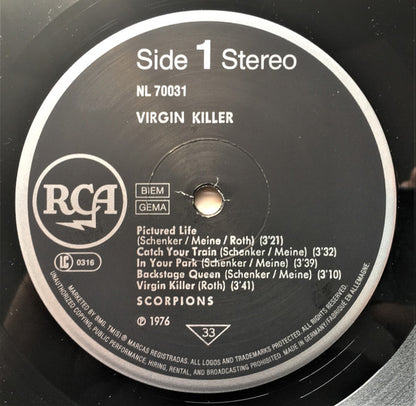 Side 1 Stereo
NL 70031
VIRGIN KILLER
RCA
BIEM
GEMA
LC 0316
Pictured Life
(Schenker / Meine / Roth) (3'21)
Catch Your Train (Schenker / Meine) (3'32)
In Your Park (Schenker / Meine) (3'39)
Backstage Queen (Schenker / Meine) (3'10)
Virgin Killer (Roth) (3'41)
SCORPIONS
℗ 1976
33
MARKETED BY BMG. TM(S) ® MARCAS REGISTRADAS. ALL LOGOS AND TRADEMARKS PROTECTED. ALL RIGHTS RESERVED.
UNAUTHORIZED COPYING, PUBLIC PERFORMANCE, HIRING, RENTAL, AND BROADCASTING PROHIBITED. MADE IN GERMANY/FABRIQUÉ EN ALLEMAGNE.